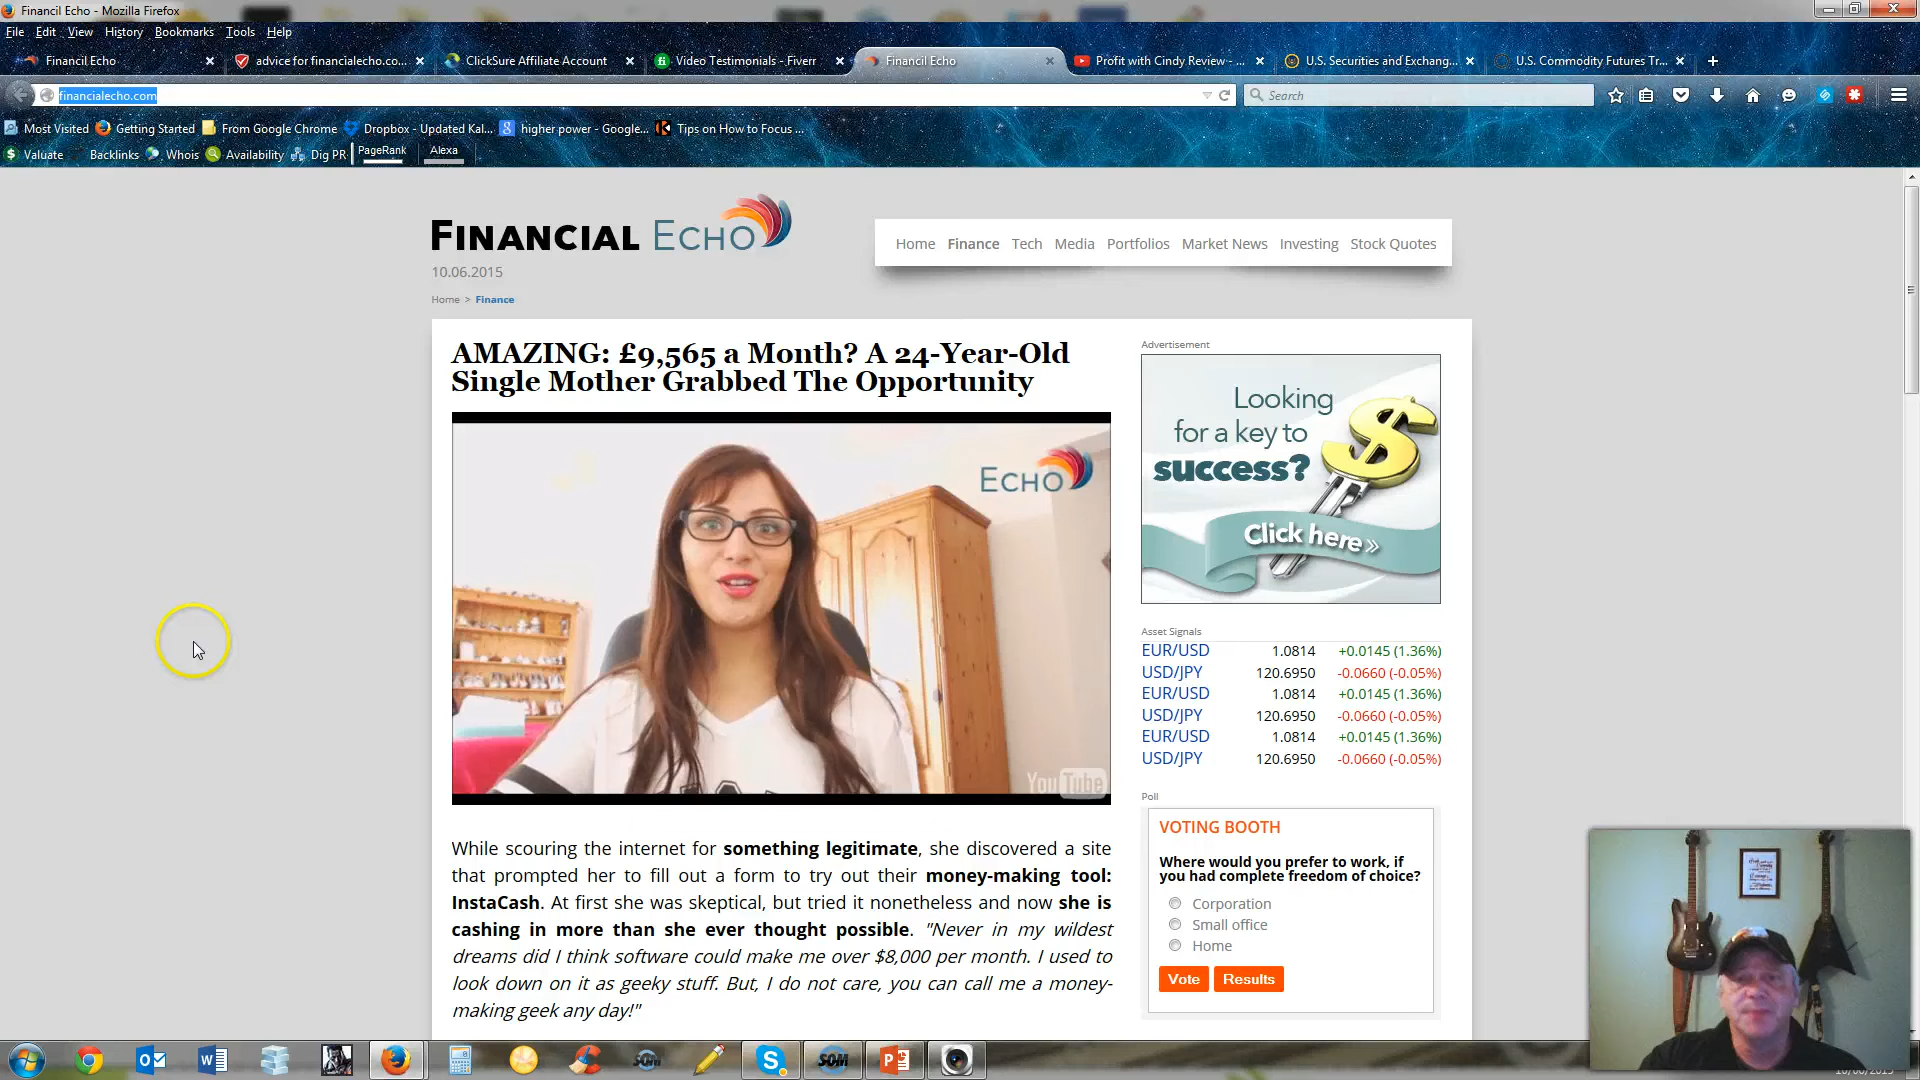 Financil Echo - Mozilla Firefox
File Edit View History Bookmarks Tools Help
Financil Echo
advice for financialecho.co...
ClickSure Affiliate Account
Video Testimonials - Fiverr
Financil Echo
Profit with Cindy Review - ...
U.S. Securities and Exchang...
U.S. Commodity Futures Tr...
financialecho.com
Search
Most Visited
Getting Started
From Google Chrome
Dropbox - Updated Kal...
higher power - Google...
Tips on How to Focus ...
Valuate
Backlinks
Whois
Availability
Dig PR
PageRank
Alexa
FINANCIAL ECHO
10.06.2015
Home Finance Tech Media Portfolios Market News Investing Stock Quotes
Home > Finance
AMAZING: £9,565 a Month? A 24-Year-Old
Single Mother Grabbed The Opportunity
ECHO
YouTube
While scouring the internet for something legitimate, she discovered a site
that prompted her to fill out a form to try out their money-making tool:
InstaCash. At first she was skeptical, but tried it nonetheless and now she is
cashing in more than she ever thought possible. "Never in my wildest
dreams did I think software could make me over $8,000 per month. I used to
look down on it as geeky stuff. But, I do not care, you can call me a money-
making geek any day!"
Advertisement
Looking
for a key to
success?
Click here »
Asset Signals
EUR/USD 1.0814 +0.0145 (1.36%)
USD/JPY 120.6950 -0.0660 (-0.05%)
EUR/USD 1.0814 +0.0145 (1.36%)
USD/JPY 120.6950 -0.0660 (-0.05%)
EUR/USD 1.0814 +0.0145 (1.36%)
USD/JPY 120.6950 -0.0660 (-0.05%)
Poll
VOTING BOOTH
Where would you prefer to work, if
you had complete freedom of choice?
Corporation
Small office
Home
Vote Results